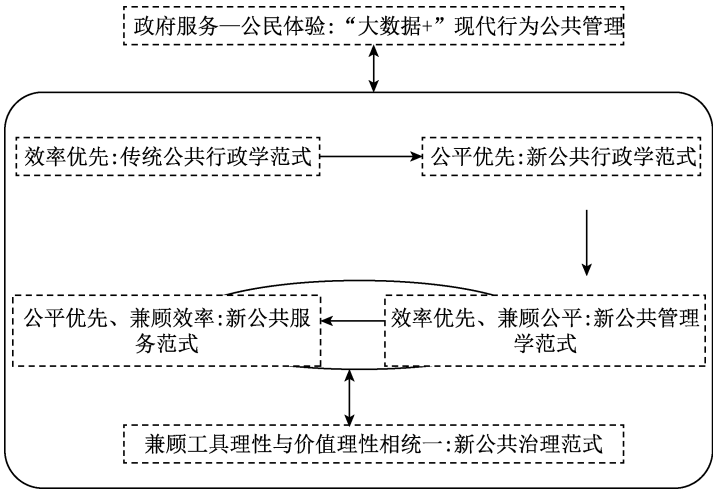 政府服务—公民体验：“大数据+”现代行为公共管理
效率优先：传统公共行政学范式
公平优先：新公共行政学范式
公平优先、兼顾效率：新公共服
务范式
效率优先、兼顾公平：新公共管理
学范式
兼顾工具理性与价值理性相统一：新公共治理范式